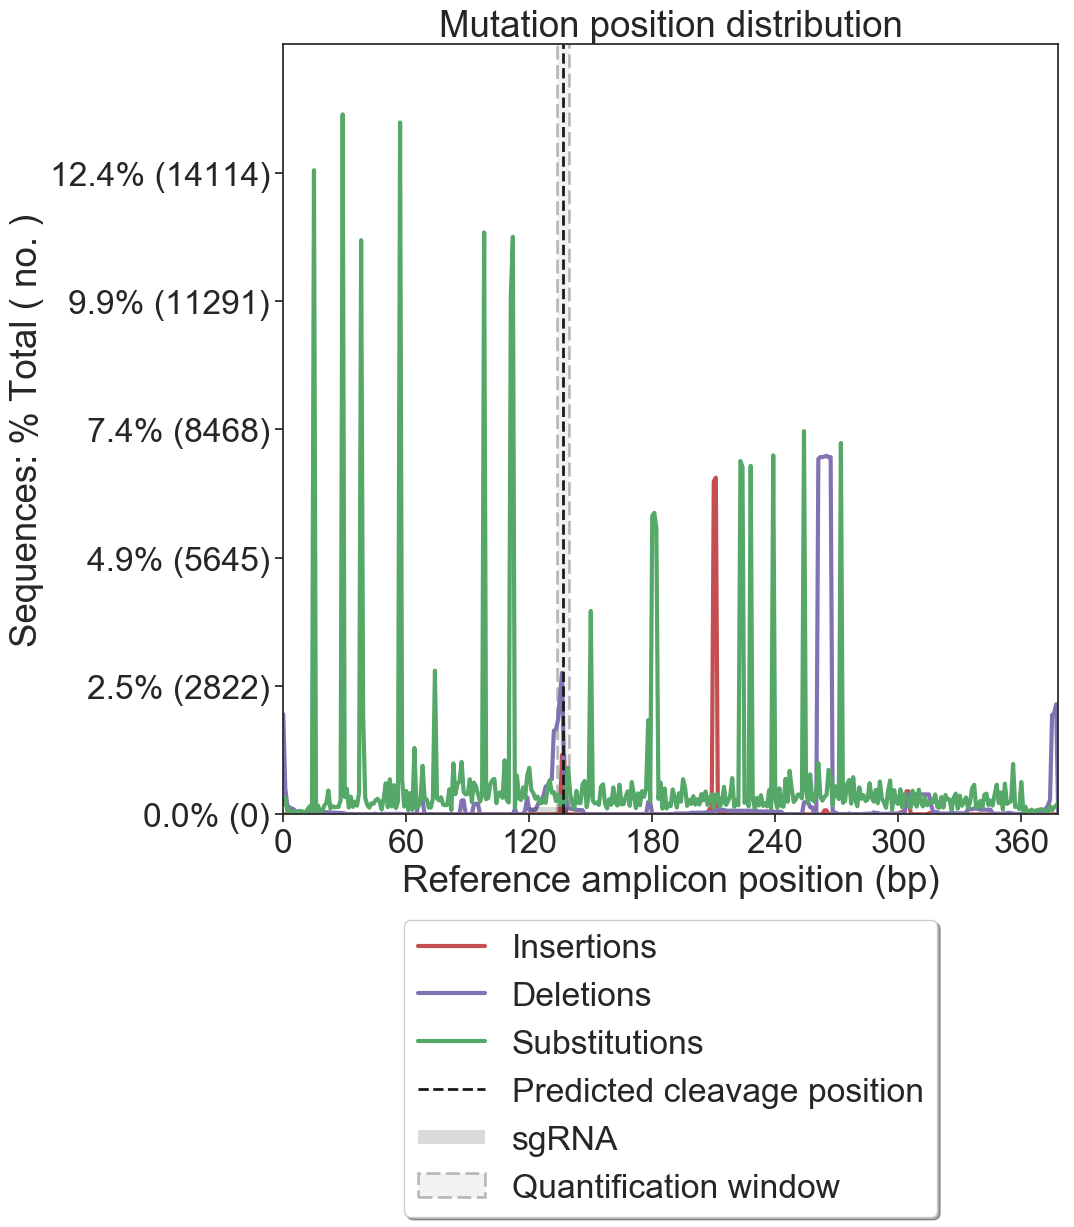 Mutation position distribution
Sequences: % Total ( no. )
12.4% (14114)
9.9% (11291)
7.4% (8468)
4.9% (5645)
2.5% (2822)
0.0% (0)
0 60 120 180 240 300 360
Reference amplicon position (bp)
Insertions
Deletions
Substitutions
Predicted cleavage position
sgRNA
Quantification window